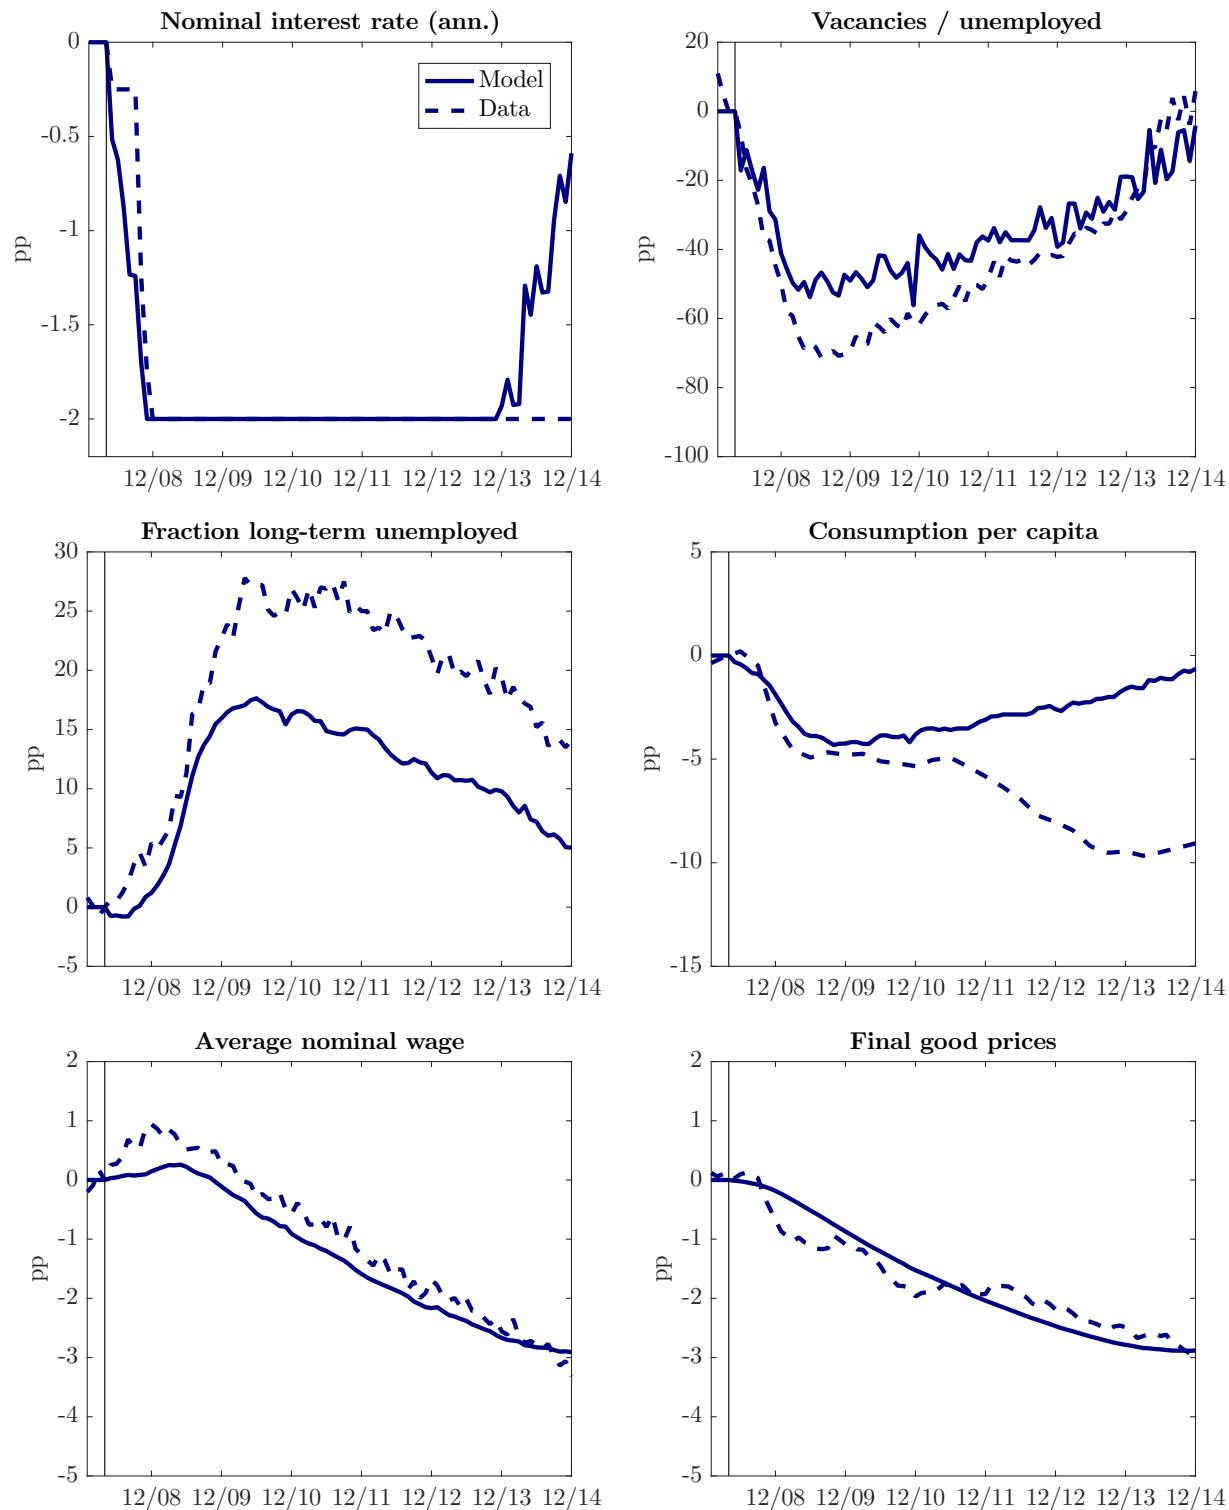 Nominal interest rate (ann.)
0
-0.5
-1
-1.5
-2
pp
Model
Data
12/08 12/09 12/10 12/11 12/12 12/13 12/14
Vacancies / unemployed
20
0
-20
-40
-60
-80
-100
pp
12/08 12/09 12/10 12/11 12/12 12/13 12/14
Fraction long-term unemployed
30
25
20
15
10
5
0
-5
pp
12/08 12/09 12/10 12/11 12/12 12/13 12/14
Consumption per capita
5
0
-5
-10
-15
pp
12/08 12/09 12/10 12/11 12/12 12/13 12/14
Average nominal wage
2
1
0
-1
-2
-3
-4
-5
pp
12/08 12/09 12/10 12/11 12/12 12/13 12/14
Final good prices
2
1
0
-1
-2
-3
-4
-5
pp
12/08 12/09 12/10 12/11 12/12 12/13 12/14